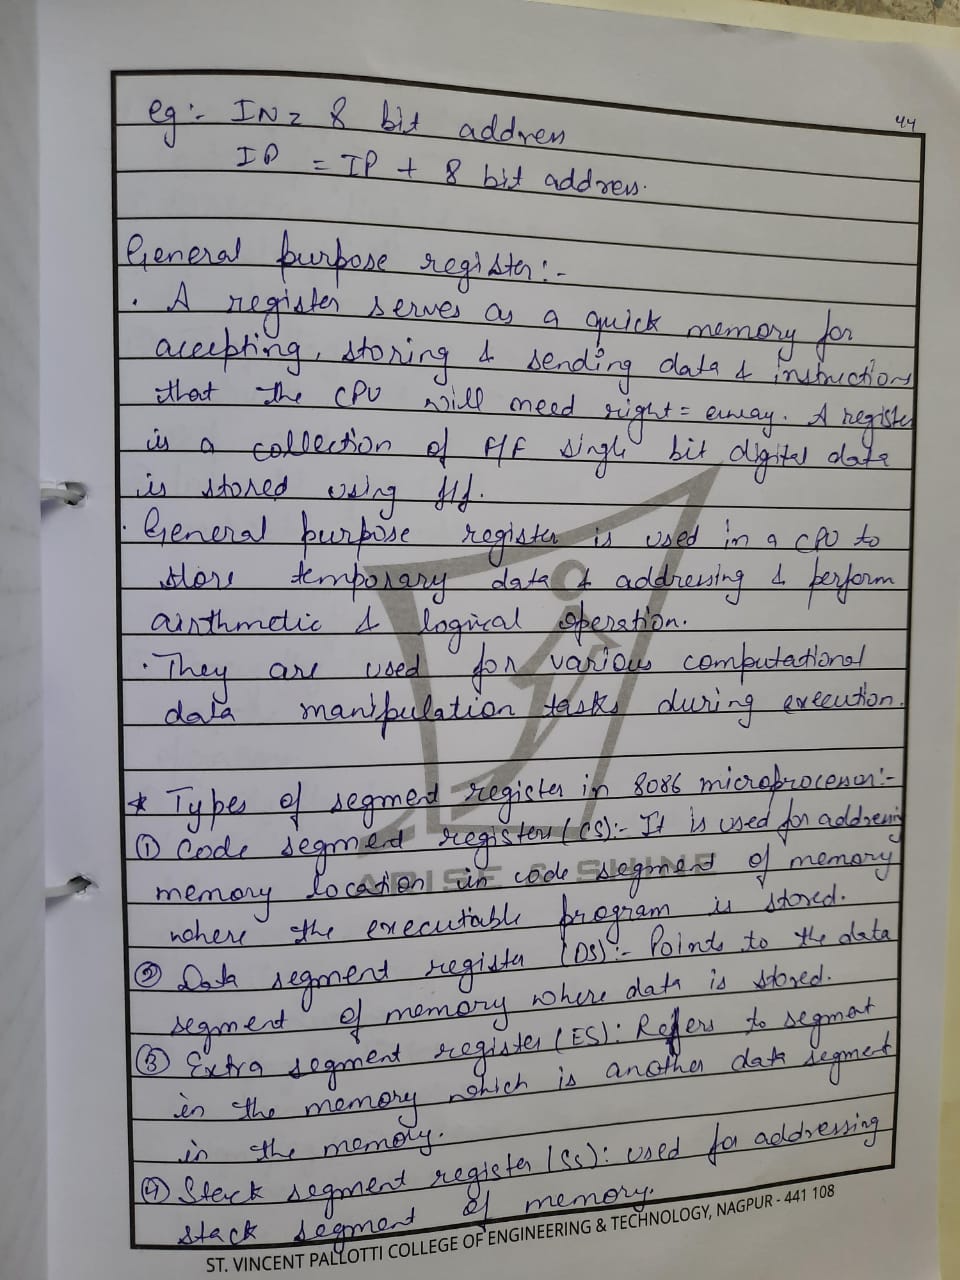 44
eg:- IN = 8 bit address
IP = IP + 8 bit address.
General purpose register:-
. A register serves as a quick memory for
accepting, storing & sending data & instructions
that the CPU will need right = away. A register
is a collection of F/F single bit digital data
is stored using f/f.
. General purpose register is used in a CPU to
store temporary data & addressing & perform
airthmetic & logical operation.
. They are used for various computational
data manipulation tasks during execution.
* Types of segment register in 8086 microprocessor:-
① Code segment registers (CS):- It is used for addressing
memory location in code segment of memory
where the executable program is stored.
② Data segment register (DS):- Points to the data
segment of memory where data is stored.
③ Extra segment register (ES): Refers to segment
in the memory which is another data segment
in the memory.
④ Stack segment register (SS): used for addressing
stack segment of memory.
ARISE & SHINE
ST. VINCENT PALLOTTI COLLEGE OF ENGINEERING & TECHNOLOGY, NAGPUR - 441 108